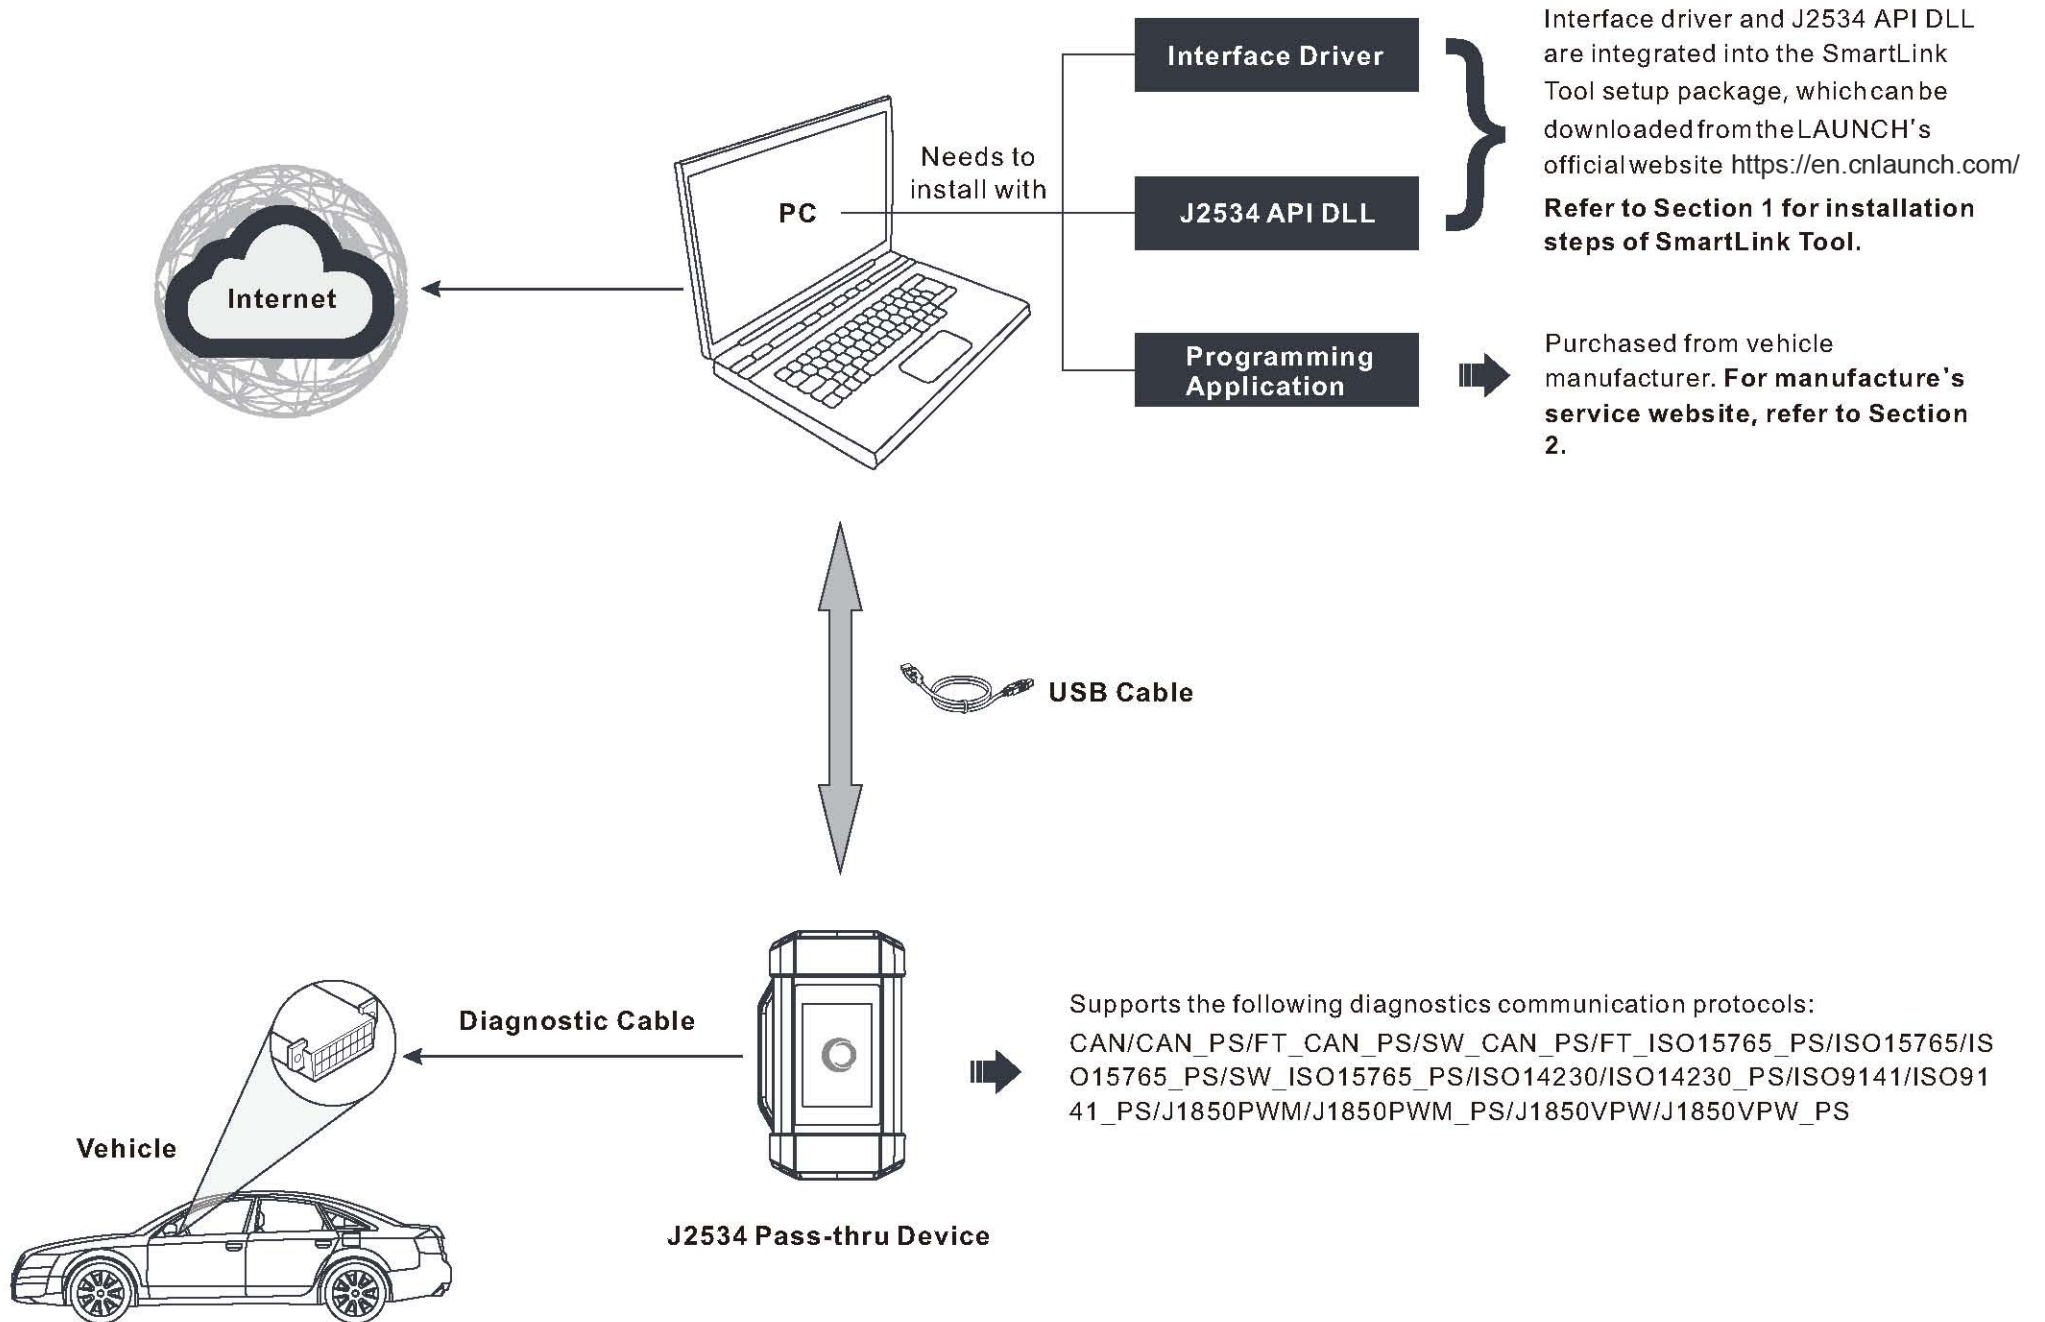 Interface Driver
Interface driver and J2534 API DLL
are integrated into the SmartLink
Tool setup package, which can be
downloaded from the LAUNCH's
official website https://en.cnlaunch.com/
Refer to Section 1 for installation
steps of SmartLink Tool.
Needs to
install with
PC
J2534 API DLL
Internet
Programming
Application
Purchased from vehicle
manufacturer. For manufacture's
service website, refer to Section
2.
USB Cable
Diagnostic Cable
Supports the following diagnostics communication protocols:
CAN/CAN_PS/FT_CAN_PS/SW_CAN_PS/FT_ISO15765_PS/ISO15765/IS
O15765_PS/SW_ISO15765_PS/ISO14230/ISO14230_PS/ISO9141/ISO91
41_PS/J1850PWM/J1850PWM_PS/J1850VPW/J1850VPW_PS
Vehicle
J2534 Pass-thru Device